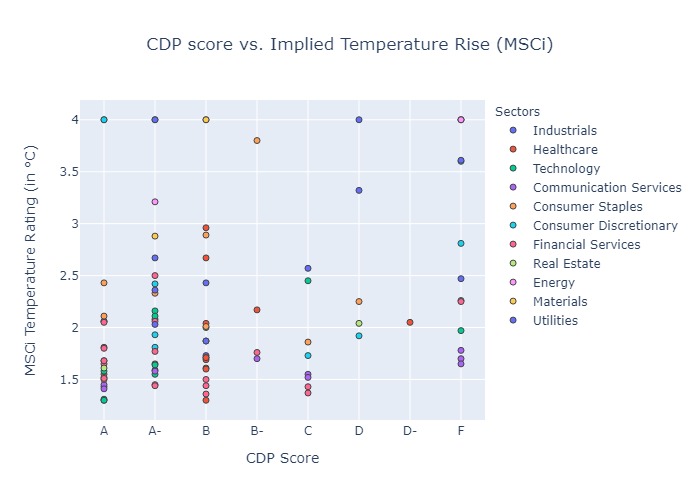 CDP score vs. Implied Temperature Rise (MSCi)
MSCi Temperature Rating (in °C)
4
3.5
3
2.5
2
1.5
A
A-
B
B-
C
D
D-
F
CDP Score
Sectors
Industrials
Healthcare
Technology
Communication Services
Consumer Staples
Consumer Discretionary
Financial Services
Real Estate
Energy
Materials
Utilities